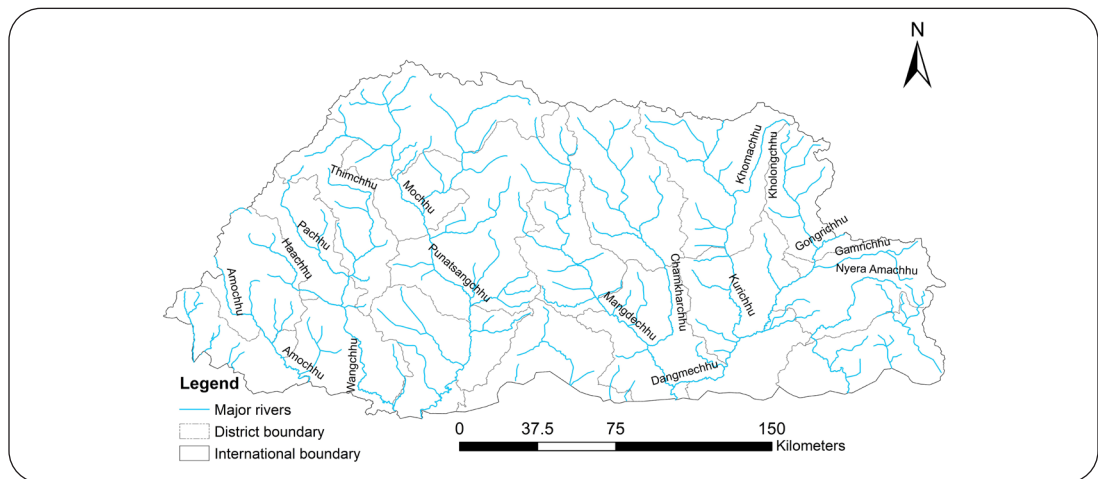 N
Khomachhu
Kholongchhu
Thimchhu
Mochhu
Pachhu
Haachhu
Punatsangchhu
Gongrichhu
Gamrichhu
Nyera Amachhu
Amochhu
Chamkharchhu
Kurichhu
Mangdechhu
Amochhu
Wangchhu
Dangmechhu
Legend
Major rivers
District boundary
International boundary
0 37.5 75 150
Kilometers